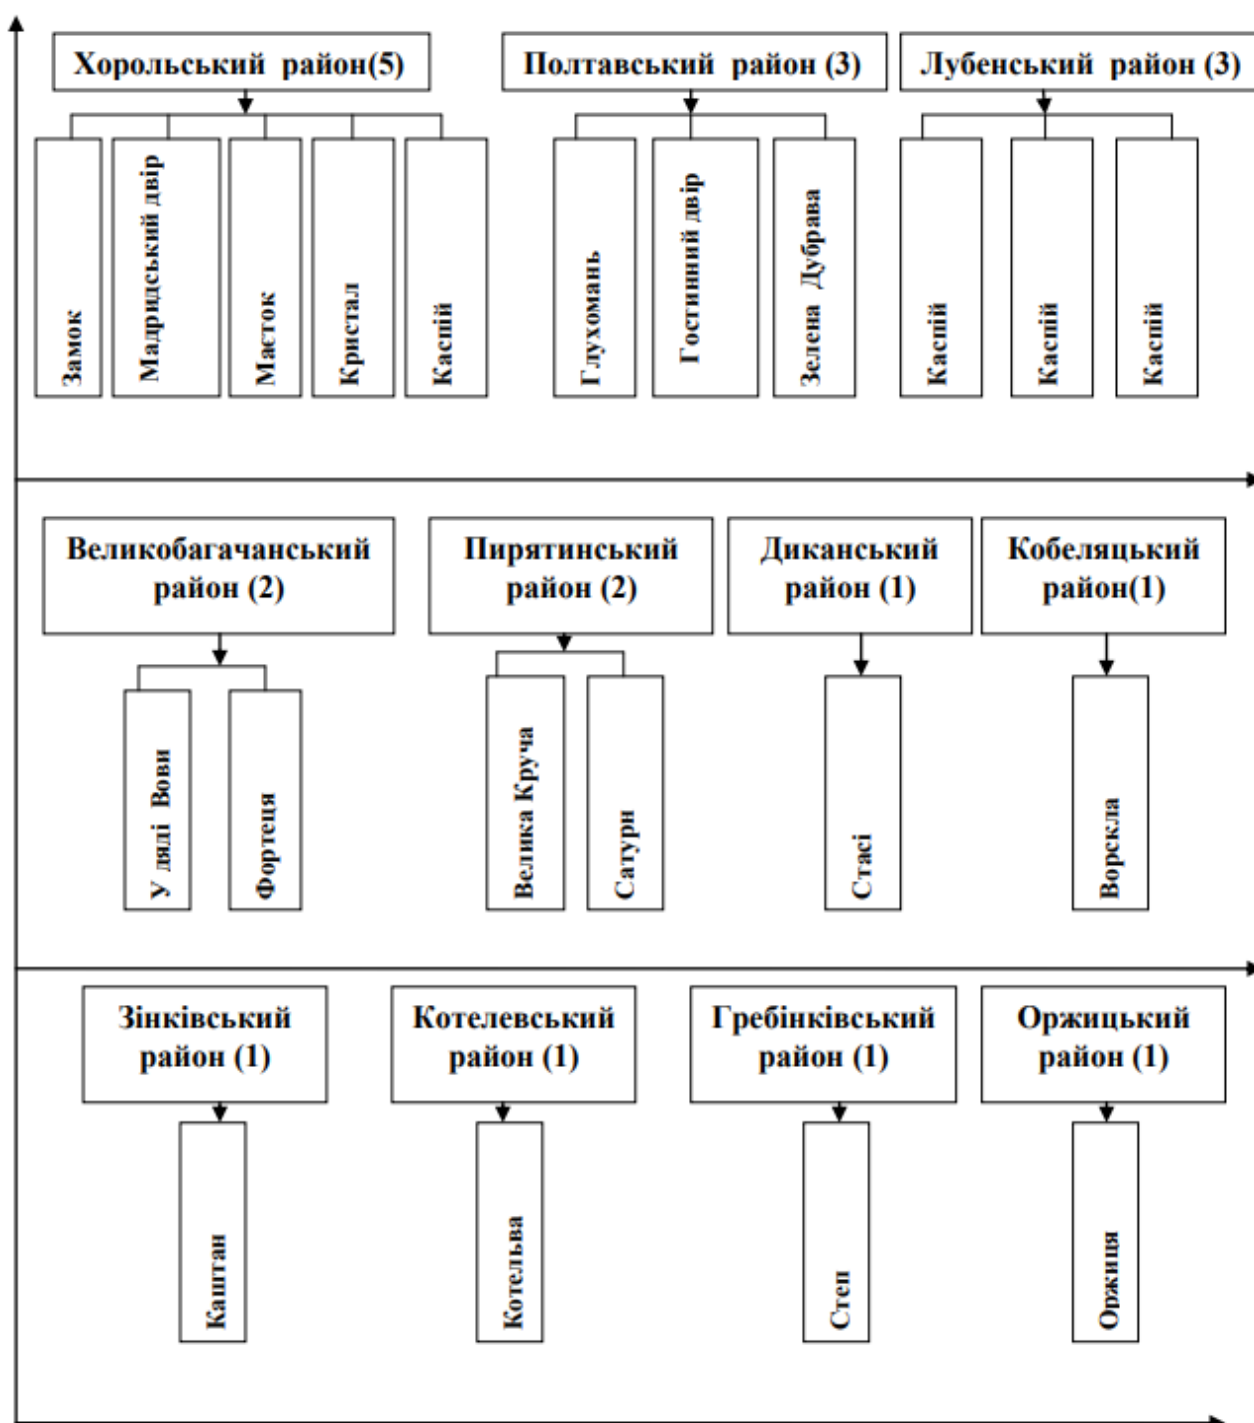 Хорольський район(5)
Полтавський район (3)
Лубенський район (3)
Замок
Мадридський двір
Маєток
Кристал
Каспій
Глухомань
Гостинний двір
Зелена Дубрава
Каспій
Каспій
Каспій
Великобагачанський
район (2)
Пирятинський
район (2)
Диканський
район (1)
Кобеляцький
район(1)
У дяді Вови
Фортеця
Велика Круча
Сатурн
Стасі
Ворскла
Зінківський
район (1)
Котелевський
район (1)
Гребінківський
район (1)
Оржицький
район (1)
Каштан
Котельва
Степ
Оржиця